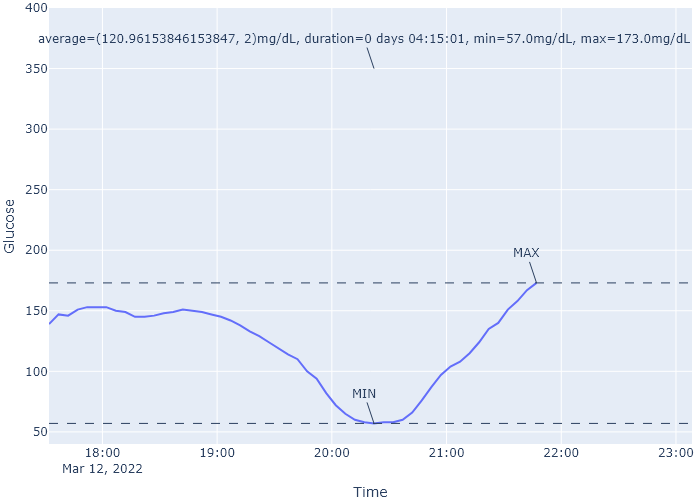 400
average=(120.96153846153847, 2)mg/dL, duration=0 days 04:15:01, min=57.0mg/dL, max=173.0mg/dL
350
300
250
200
150
100
50
Glucose
MAX
MIN
18:00 19:00 20:00 21:00 22:00 23:00
Mar 12, 2022
Time